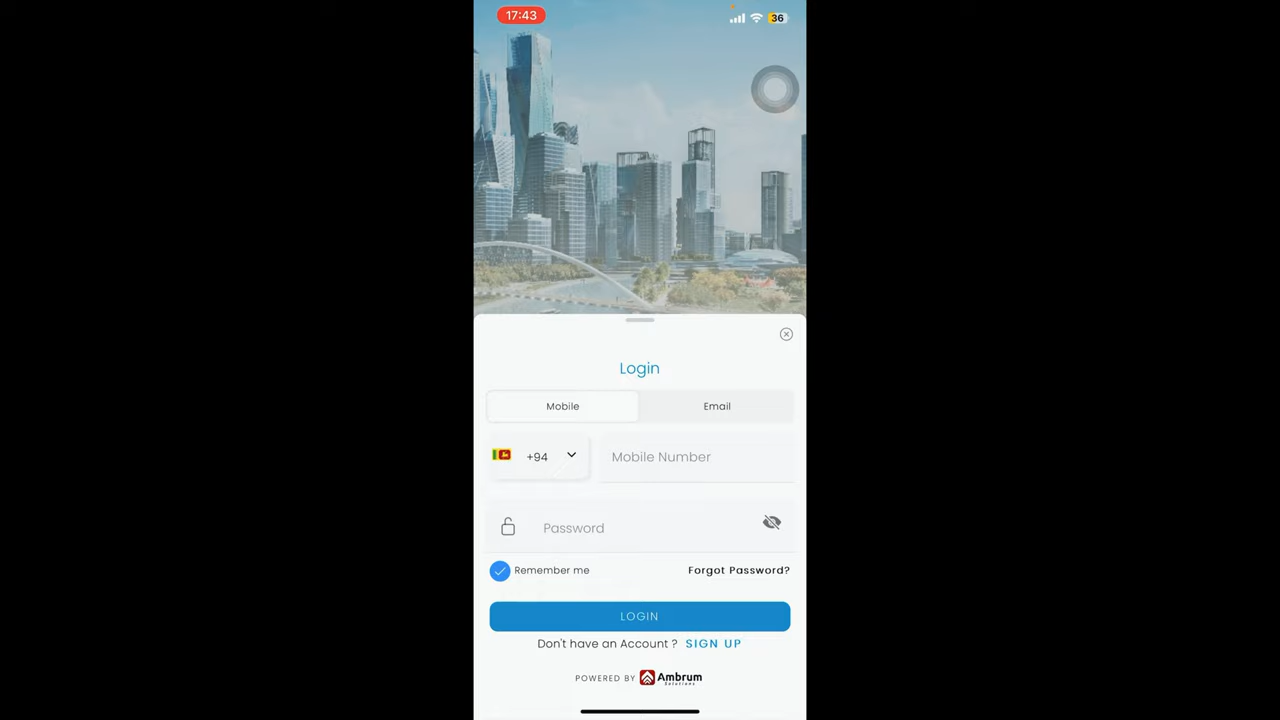 17:43
36
Login
Mobile
Email
+94
Mobile Number
Password
Remember me
Forgot Password?
LOGIN
Don't have an Account ? SIGN UP
POWERED BY Ambrum
Solutions